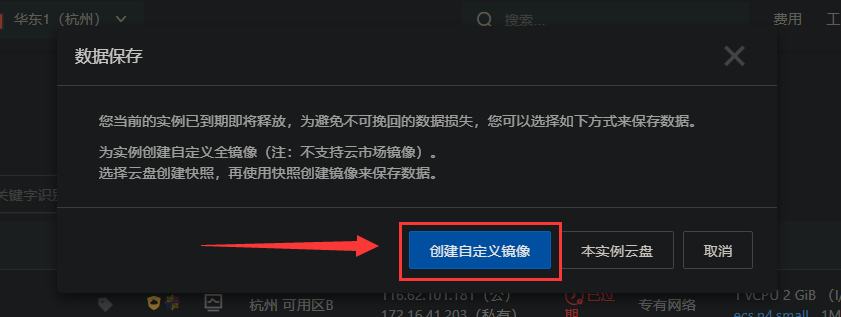 华东1（杭州）
搜索...
费用
工
数据保存
您当前的实例已到期即将释放，为避免不可挽回的数据损失，您可以选择如下方式来保存数据。
为实例创建自定义全镜像（注：不支持云市场镜像）。
选择云盘创建快照，再使用快照创建镜像来保存数据。
关键字识别
创建自定义镜像
本实例云盘
取消
杭州 可用区B
116.62.101.181（公）
172.16.41.203（私有）
已过
期
专有网络
1 vCPU 2 GiB（I/
ecs.n4.small 1M